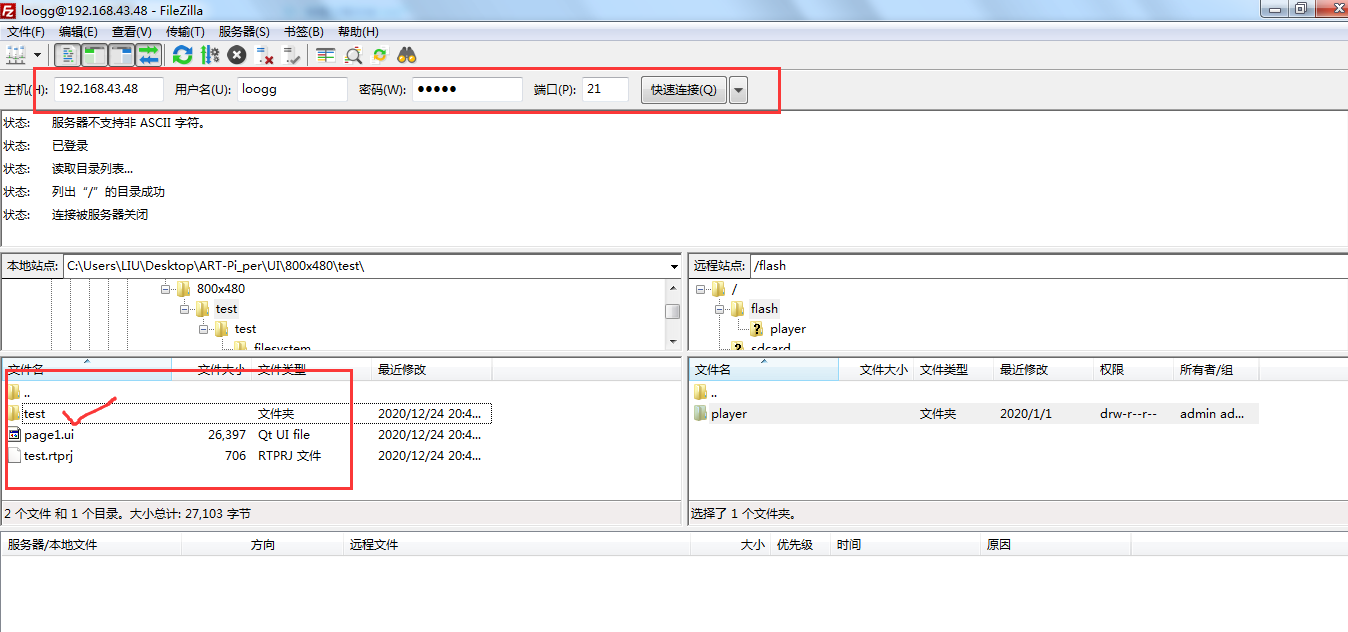 loogg@192.168.43.48 - FileZilla
文件(F) 编辑(E) 查看(V) 传输(T) 服务器(S) 书签(B) 帮助(H)
主机(H): 192.168.43.48 用户名(U): loogg 密码(W): ●●●●● 端口(P): 21 快速连接(Q)
状态: 服务器不支持非 ASCII 字符。
状态: 已登录
状态: 读取目录列表...
状态: 列出“/”的目录成功
状态: 连接被服务器关闭
本地站点: C:\Users\LIU\Desktop\ART-Pi_per\UI\800x480\test\
800x480
test
test
filesystem
远程站点: /flash
/
flash
player
sdcard
文件名 文件大小 文件类型 最近修改
..
test 文件夹 2020/12/24 20:4...
page1.ui 26,397 Qt UI file 2020/12/24 20:4...
test.rtprj 706 RTPRJ 文件 2020/12/24 20:4...
2 个文件 和 1 个目录。大小总计: 27,103 字节
文件名 文件大小 文件类型 最近修改 权限 所有者/组
..
player 文件夹 2020/1/1 drw-r--r-- admin ad...
选择了 1 个文件夹。
服务器/本地文件 方向 远程文件 大小 优先级 时间 原因